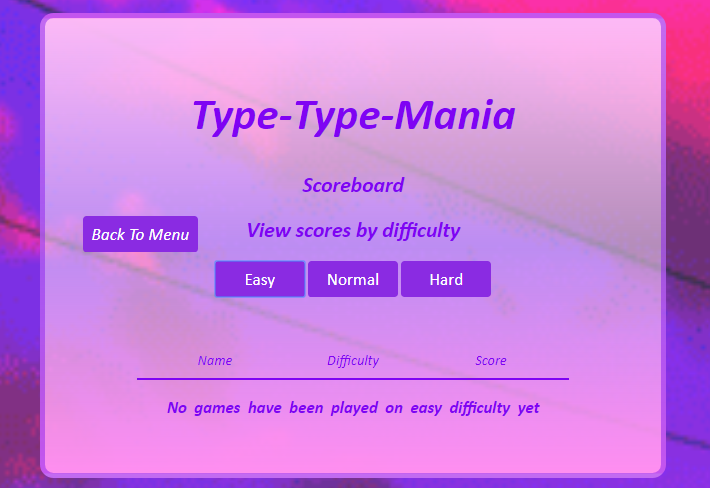 Type-Type-Mania
Scoreboard
Back To Menu
View scores by difficulty
Easy Normal Hard
Name Difficulty Score
No games have been played on easy difficulty yet